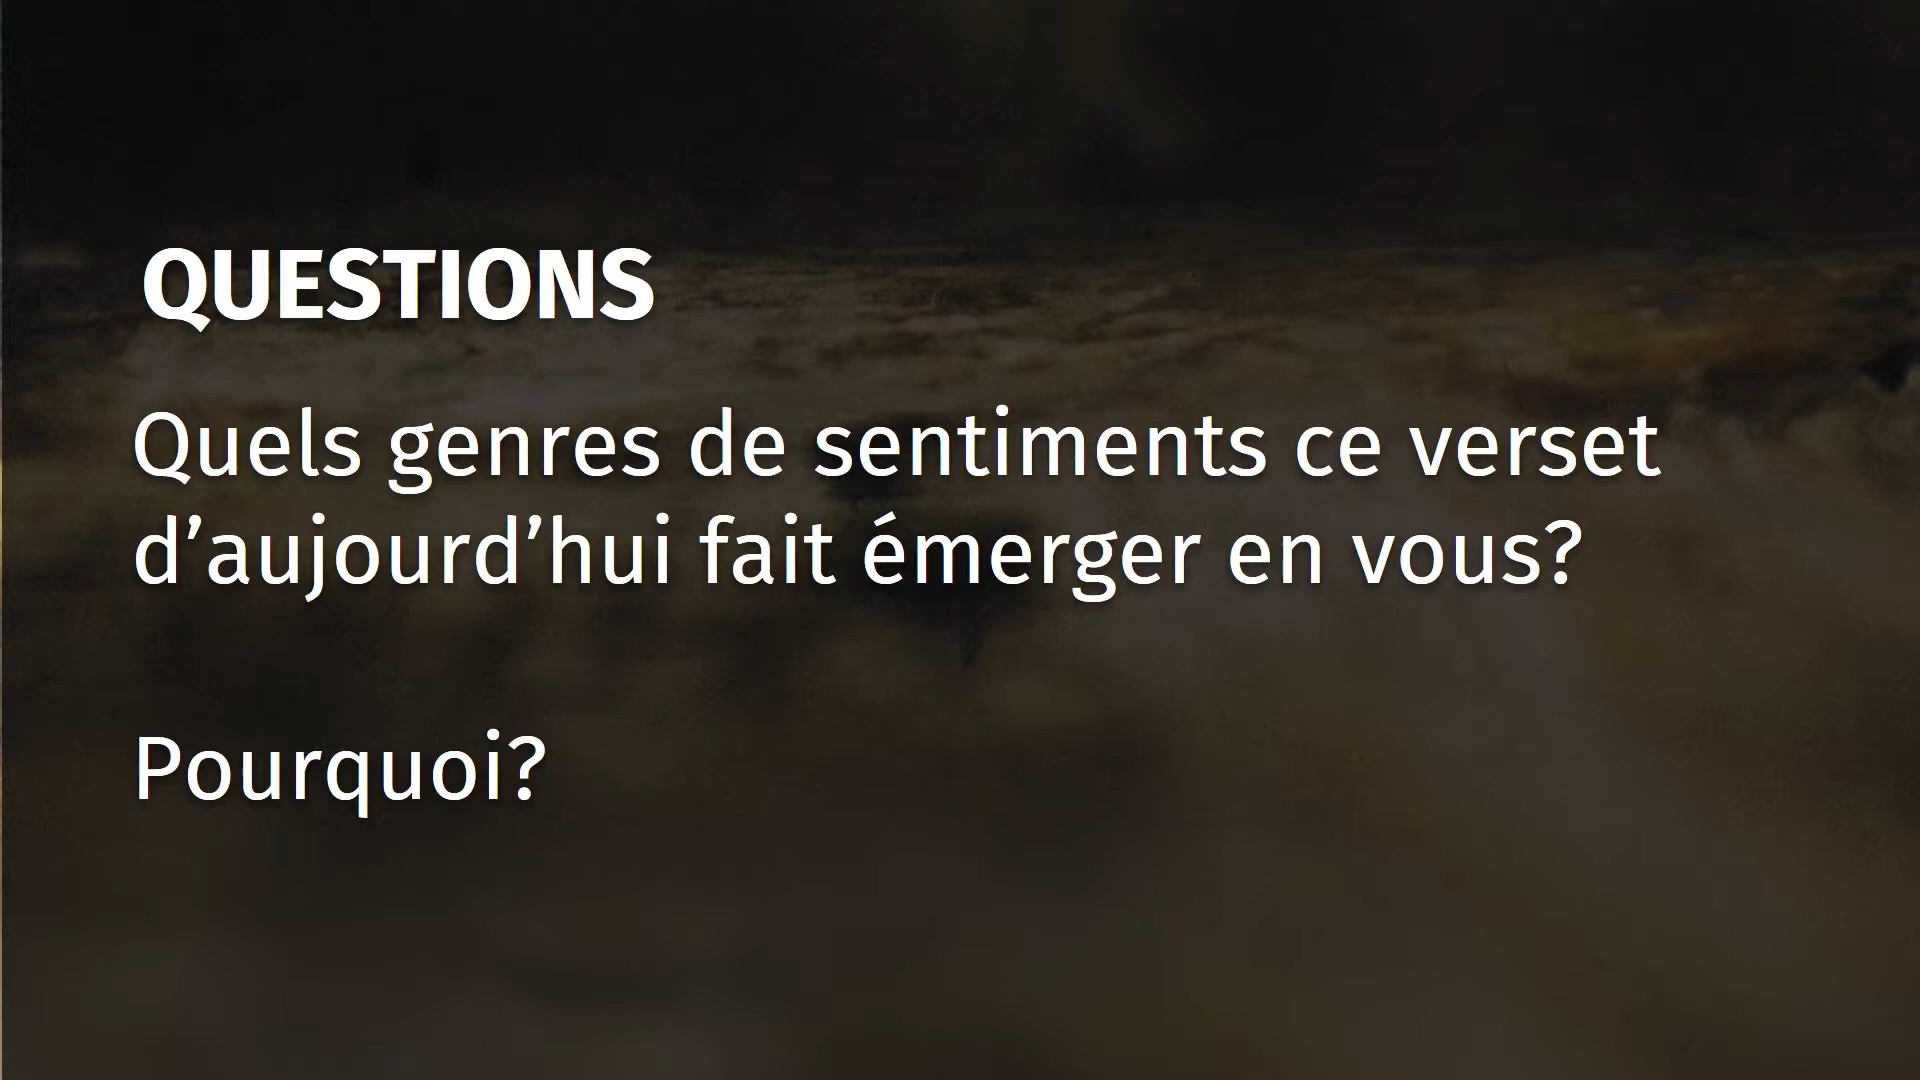 QUESTIONS
Quels genres de sentiments ce verset
d’aujourd’hui fait émerger en vous?
Pourquoi?